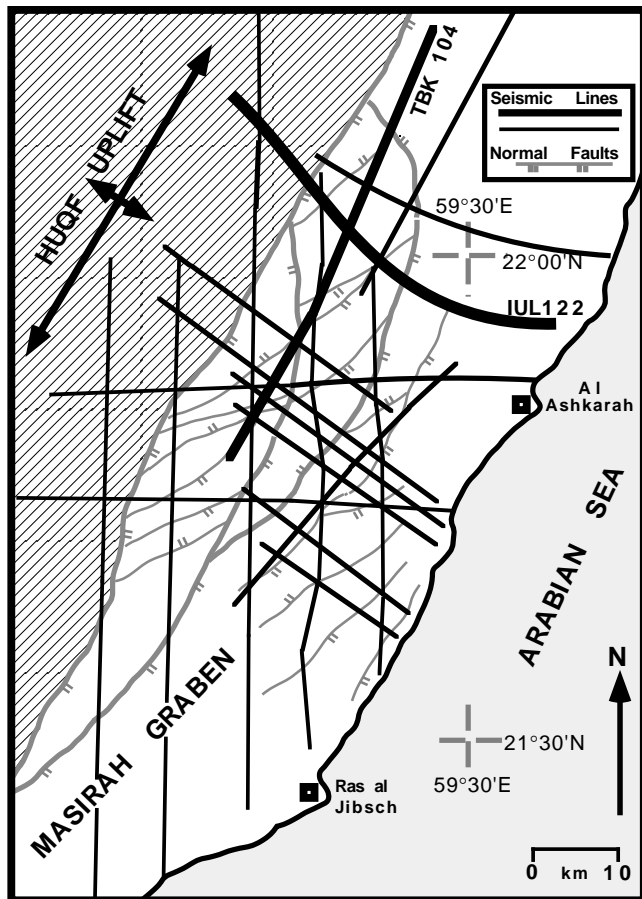 TBK 104
HUQF UPLIFT
Seismic Lines
Normal Faults
59°30'E
22°00'N
IUL122
Al
Ashkarah
ARABIAN SEA
MASIRAH GRABEN
N
21°30'N
59°30'E
Ras al
Jibsch
0 km 10